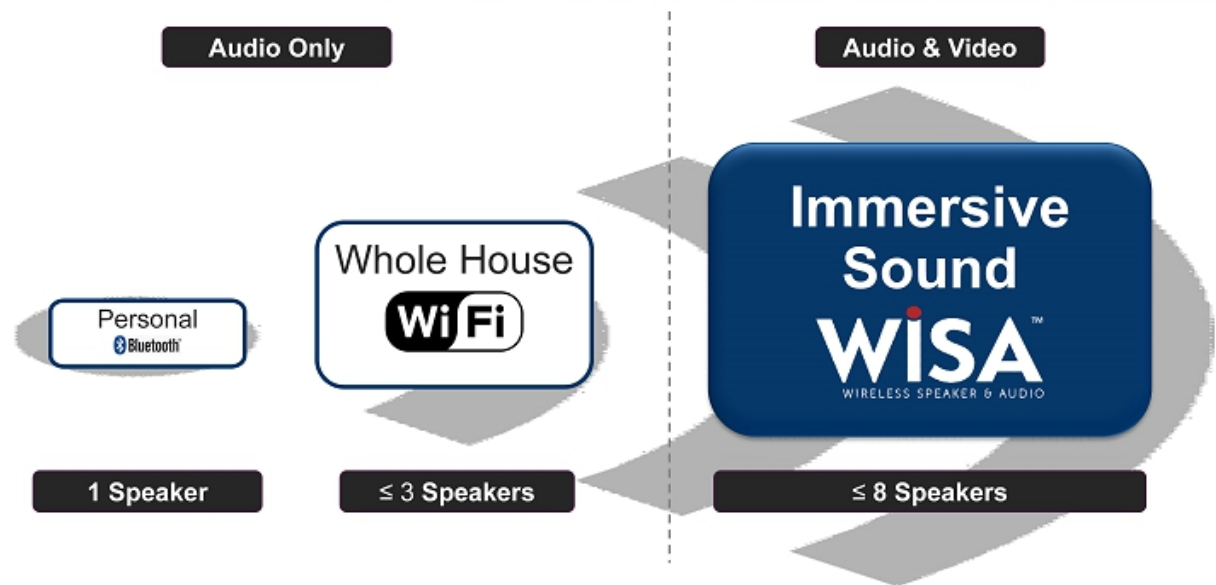 Audio Only
Audio & Video
Personal
Bluetooth
Whole House
Wi Fi
Immersive
Sound
WiSA™
WIRELESS SPEAKER & AUDIO
1 Speaker
≤ 3 Speakers
≤ 8 Speakers